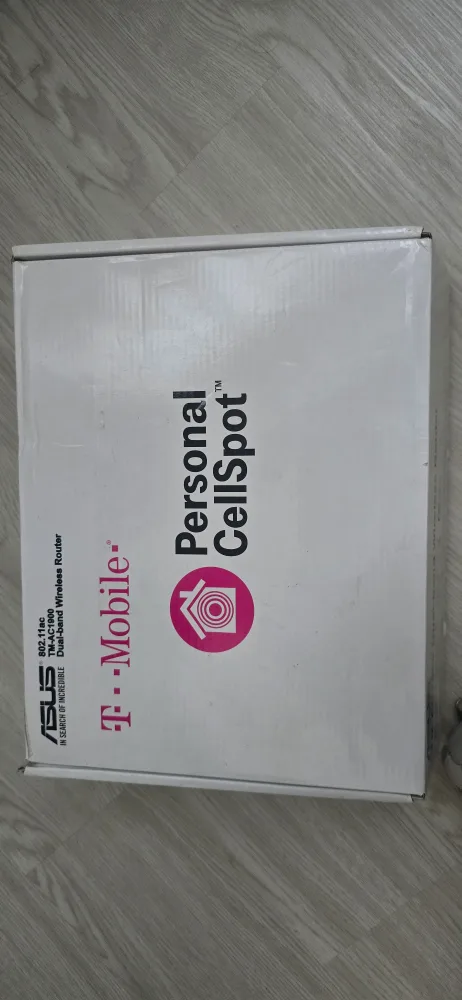 ASUS®
IN SEARCH OF INCREDIBLE
802.11ac
TM-AC1900
Dual-band Wireless Router
T··Mobile·®
Personal
CellSpot™